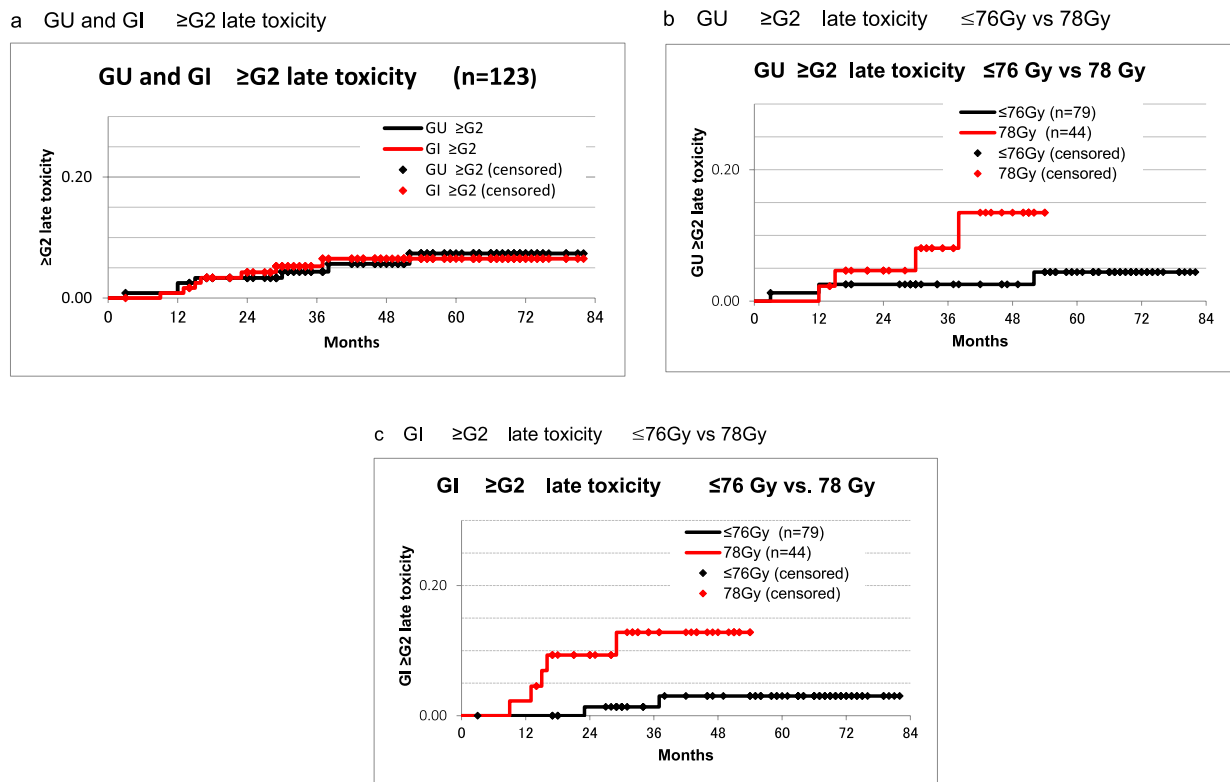 a GU and GI ≥G2 late toxicity
GU and GI ≥G2 late toxicity (n=123)
GU ≥G2
GI ≥G2
GU ≥G2 (censored)
GI ≥G2 (censored)
≥G2 late toxicity
0.20
0.00
0 12 24 36 48 60 72 84
Months
b GU ≥G2 late toxicity ≤76Gy vs 78Gy
GU ≥G2 late toxicity ≤76 Gy vs 78 Gy
≤76Gy (n=79)
78Gy (n=44)
≤76Gy (censored)
78Gy (censored)
GU ≥G2 late toxicity
0.20
0.00
0 12 24 36 48 60 72 84
Months
c GI ≥G2 late toxicity ≤76Gy vs 78Gy
GI ≥G2 late toxicity ≤76 Gy vs. 78 Gy
≤76Gy (n=79)
78Gy (n=44)
≤76Gy (censored)
78Gy (censored)
GI ≥G2 late toxicity
0.20
0.00
0 12 24 36 48 60 72 84
Months